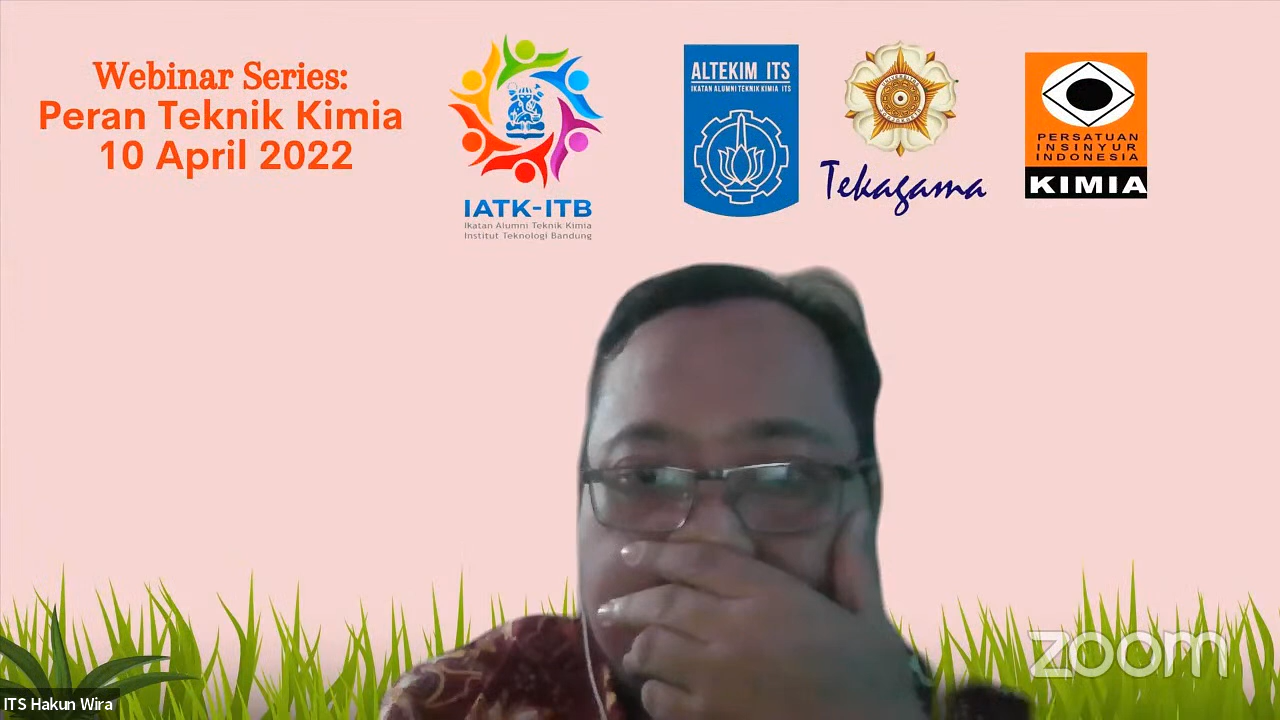 Webinar Series:
Peran Teknik Kimia
10 April 2022
IATK-ITB
Ikatan Alumni Teknik Kimia
Institut Teknologi Bandung
ALTEKIM ITS
IKATAN ALUMNI TEKNIK KIMIA ITS
Tekagama
PERSATUAN
INSINYUR
INDONESIA
KIMIA
zoom
ITS Hakun Wira